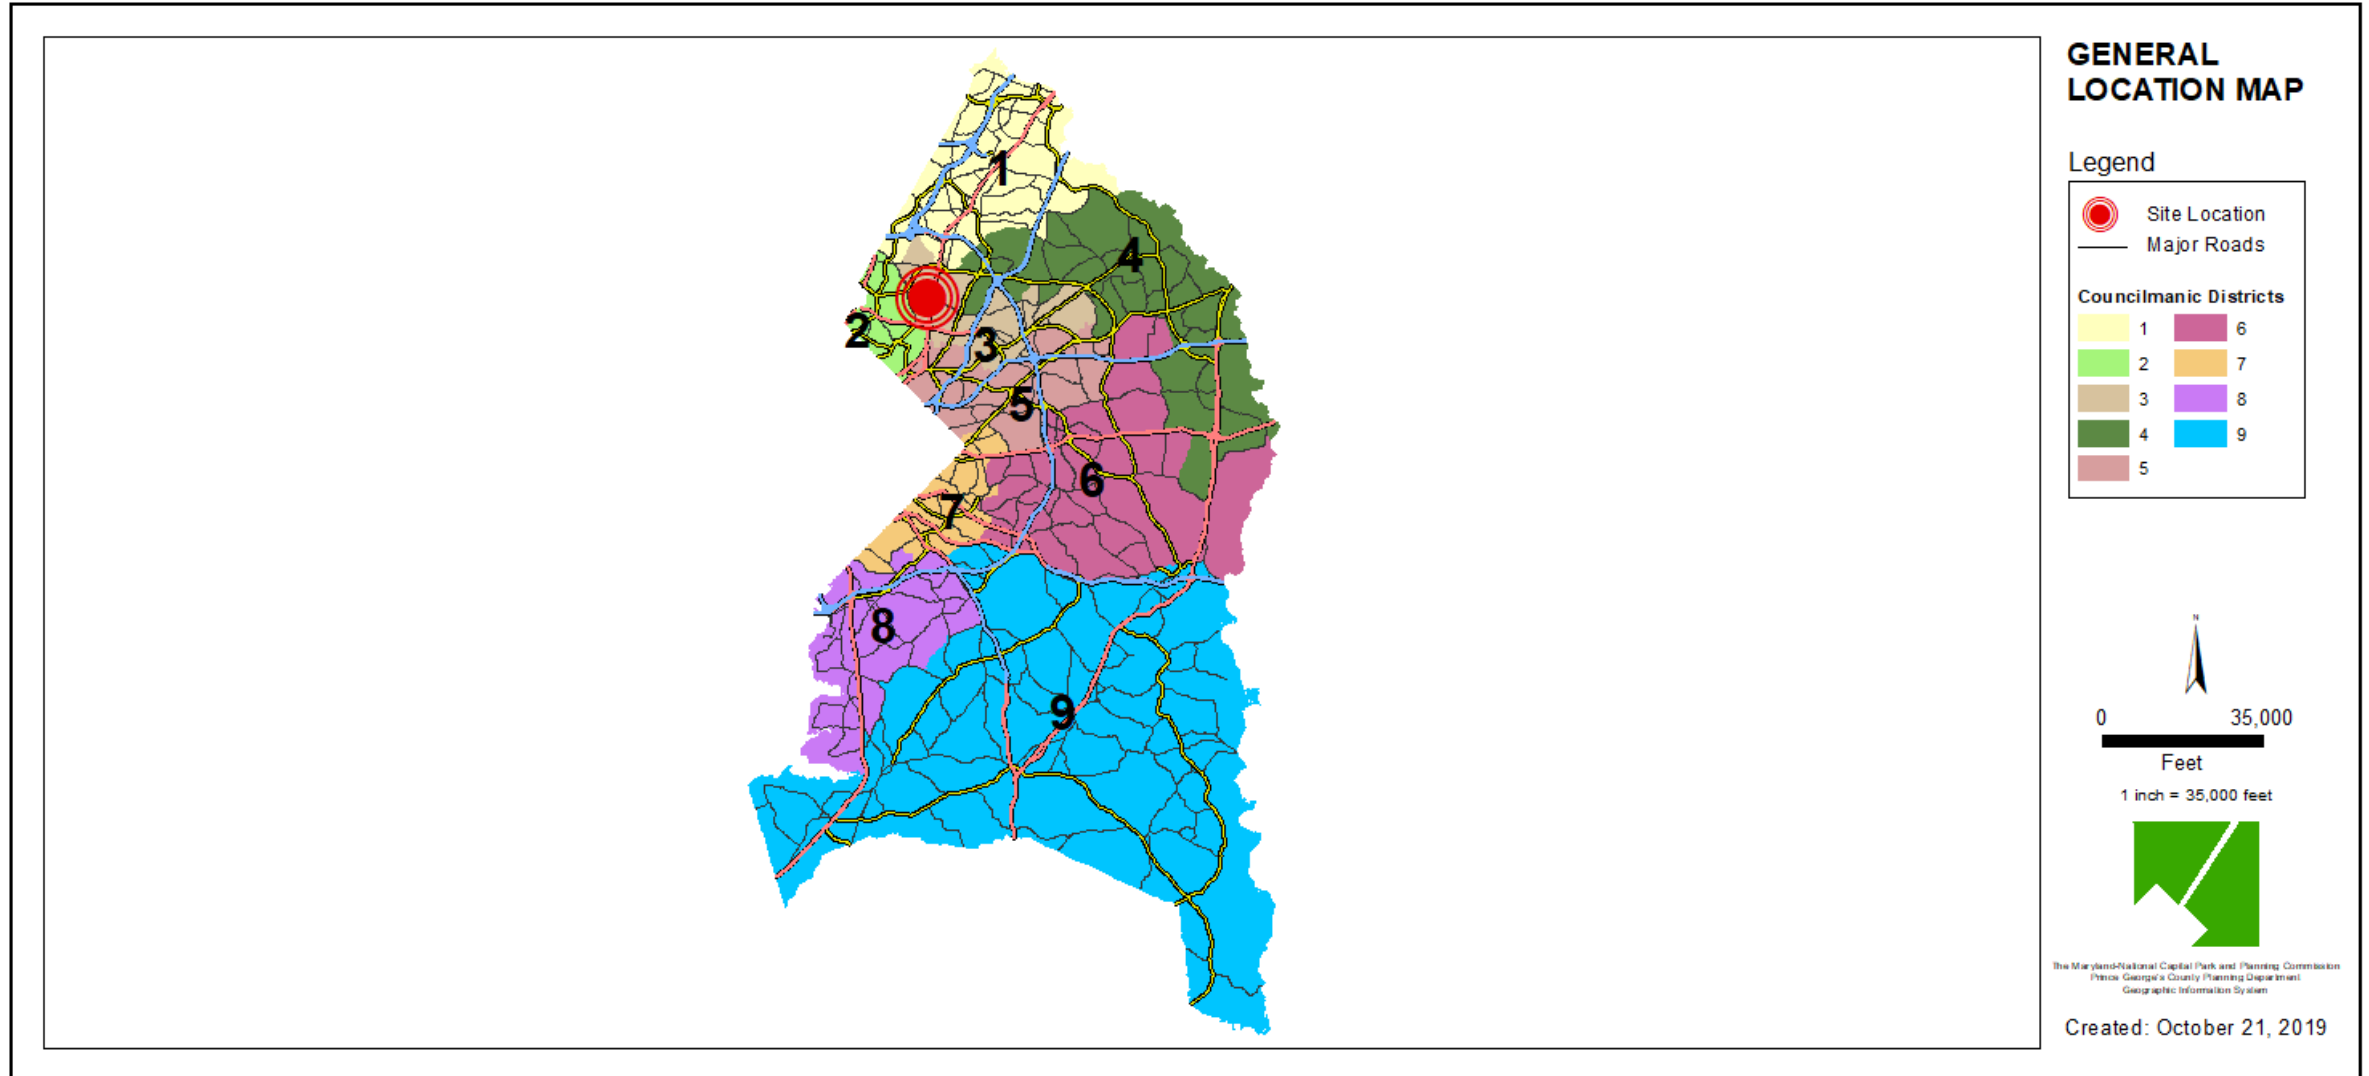 GENERAL
LOCATION MAP
Legend
Site Location
Major Roads
Councilmanic Districts
1 6
2 7
3 8
4 9
5
1
4
2
3
5
6
7
8
9
N
0 35,000
Feet
1 inch = 35,000 feet
The Maryland-National Capital Park and Planning Commission
Prince George's County Planning Department
Geographic Information System
Created: October 21, 2019